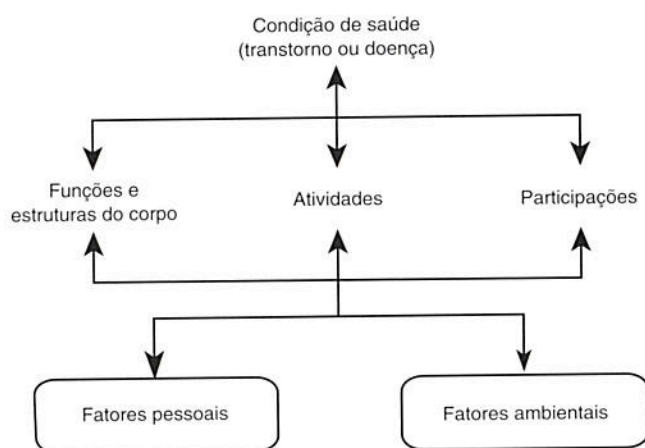 Condição de saúde
(transtorno ou doença)
Funções e
estruturas do corpo
Atividades
Participações
Fatores pessoais
Fatores ambientais